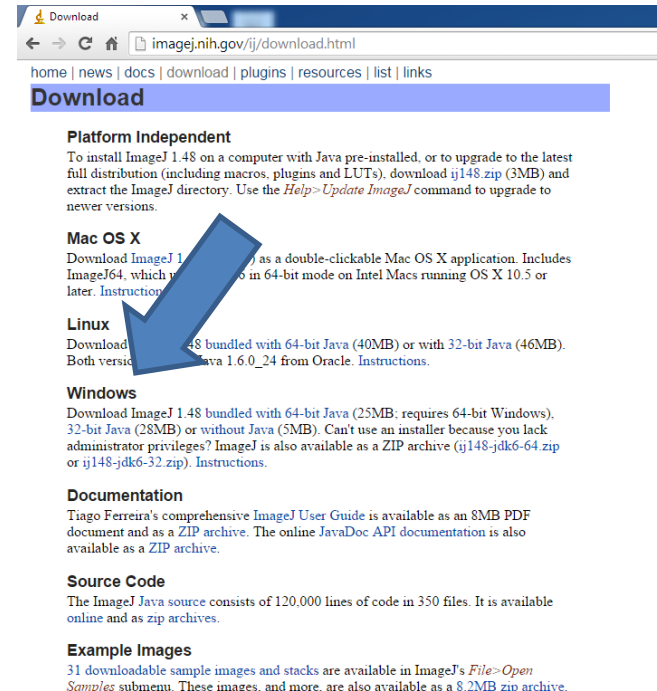 Download
imagej.nih.gov/ij/download.html
home | news | docs | download | plugins | resources | list | links
Download
Platform Independent
To install ImageJ 1.48 on a computer with Java pre-installed, or to upgrade to the latest
full distribution (including macros, plugins and LUTs), download ij148.zip (3MB) and
extract the ImageJ directory. Use the Help>Update ImageJ command to upgrade to
newer versions.
Mac OS X
Download ImageJ 1 ) as a double-clickable Mac OS X application. Includes
ImageJ64, which in 64-bit mode on Intel Macs running OS X 10.5 or
later.
Linux
Download 48 bundled with 64-bit Java (40MB) or with 32-bit Java (46MB).
Both 1.6.0_24 from Oracle. Instructions.
Windows
Download ImageJ 1.48 bundled with 64-bit Java (25MB; requires 64-bit Windows),
32-bit Java (28MB) or without Java (5MB). Can't use an installer because you lack
administrator privileges? ImageJ is also available as a ZIP archive (ij148-jdk6-64.zip
or ij148-jdk6-32.zip). Instructions.
Documentation
Tiago Ferreira's comprehensive ImageJ User Guide is available as an 8MB PDF
document and as a ZIP archive. The online JavaDoc API documentation is also
available as a ZIP archive.
Source Code
The ImageJ Java source consists of 120,000 lines of code in 350 files. It is available
online and as zip archives.
Example Images
31 downloadable sample images and stacks are available in ImageJ's File>Open
Samples submenu. These images, and more, are also available as a 8.2MB zip archive.